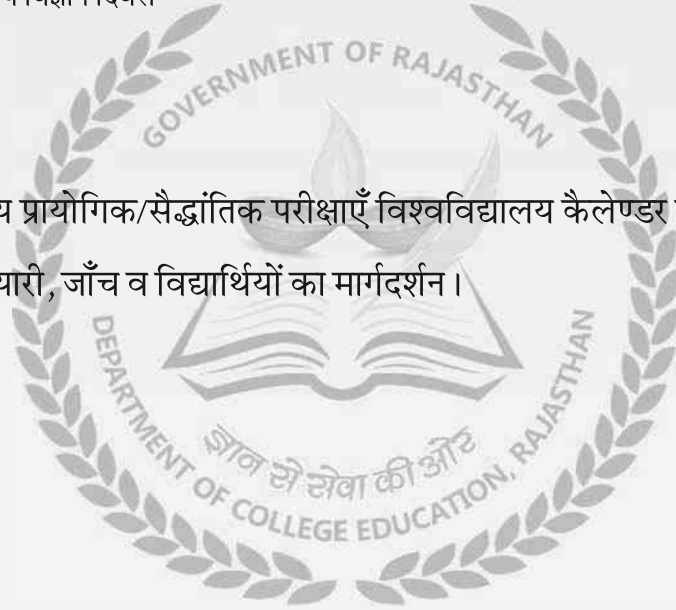 GOVERNMENT OF RAJASTHAN
य प्रायोगिक/सैद्धांतिक परीक्षाएँ विश्वविद्यालय कैलेण्डर
यारी, जाँच व विद्यार्थियों का मार्गदर्शन।
ज्ञान से सेवा की ओर
DEPARTMENT OF COLLEGE EDUCATION, RAJASTHAN